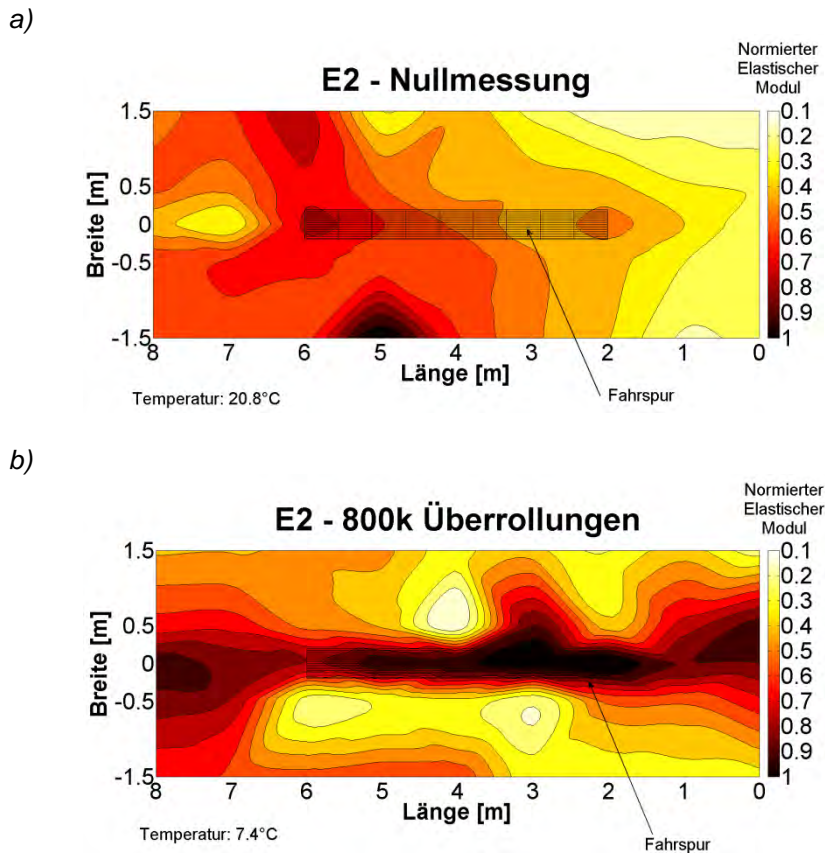 a)
E2 - Nullmessung
Normierter
Elastischer
Modul
Breite [m]
1.5
0.5
0
-0.5
-1.5
8 7 6 5 4 3 2 1 0
Länge [m]
0.1
0.2
0.3
0.4
0.5
0.6
0.7
0.8
0.9
1
Temperatur: 20.8°C
Fahrspur
b)
E2 - 800k Überrollungen
Normierter
Elastischer
Modul
Breite [m]
1.5
0.5
0
-0.5
-1.5
8 7 6 5 4 3 2 1 0
Länge [m]
0.1
0.2
0.3
0.4
0.5
0.6
0.7
0.8
0.9
1
Temperatur: 7.4°C
Fahrspur